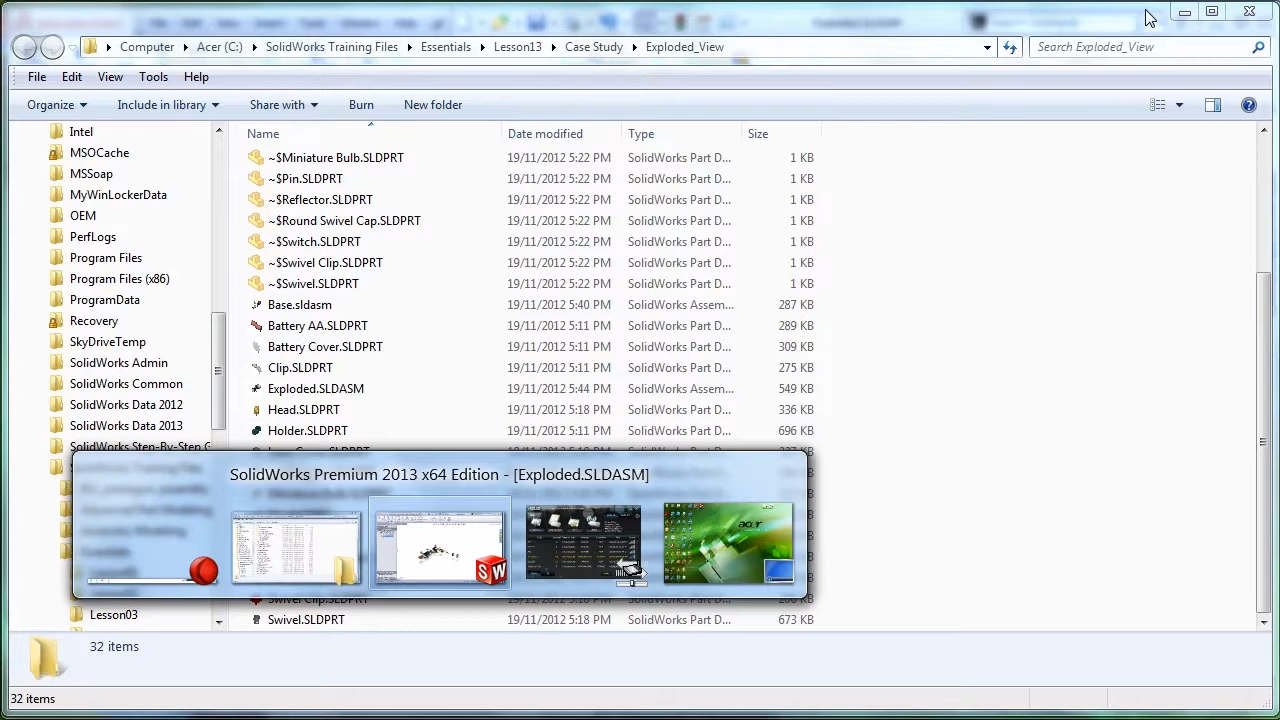 Computer Acer (C:) SolidWorks Training Files Essentials Lesson13 Case Study Exploded_View Search Exploded_View
File Edit View Tools Help
Organize Include in library Share with Burn New folder
Name Date modified Type Size
Intel
MSOCache
MSSoap
MyWinLockerData
OEM
PerfLogs
Program Files
Program Files (x86)
ProgramData
Recovery
SkyDriveTemp
SolidWorks Admin
SolidWorks Common
SolidWorks Data 2012
SolidWorks Data 2013
SolidWorks Step-By-Step G
Lesson03
~$Miniature Bulb.SLDPRT 19/11/2012 5:22 PM SolidWorks Part D... 1 KB
~$Pin.SLDPRT 19/11/2012 5:22 PM SolidWorks Part D... 1 KB
~$Reflector.SLDPRT 19/11/2012 5:22 PM SolidWorks Part D... 1 KB
~$Round Swivel Cap.SLDPRT 19/11/2012 5:22 PM SolidWorks Part D... 1 KB
~$Switch.SLDPRT 19/11/2012 5:22 PM SolidWorks Part D... 1 KB
~$Swivel Clip.SLDPRT 19/11/2012 5:22 PM SolidWorks Part D... 1 KB
~$Swivel.SLDPRT 19/11/2012 5:22 PM SolidWorks Part D... 1 KB
Base.sldasm 19/11/2012 5:40 PM SolidWorks Assem... 287 KB
Battery AA.SLDPRT 19/11/2012 5:11 PM SolidWorks Part D... 289 KB
Battery Cover.SLDPRT 19/11/2012 5:11 PM SolidWorks Part D... 309 KB
Clip.SLDPRT 19/11/2012 5:11 PM SolidWorks Part D... 275 KB
Exploded.SLDASM 19/11/2012 5:44 PM SolidWorks Assem... 549 KB
Head.SLDPRT 19/11/2012 5:18 PM SolidWorks Part D... 336 KB
Holder.SLDPRT 19/11/2012 5:11 PM SolidWorks Part D... 696 KB
SolidWorks Premium 2013 x64 Edition - [Exploded.SLDASM]
SW
acer
Swivel.SLDPRT 19/11/2012 5:18 PM SolidWorks Part D... 673 KB
32 items
32 items